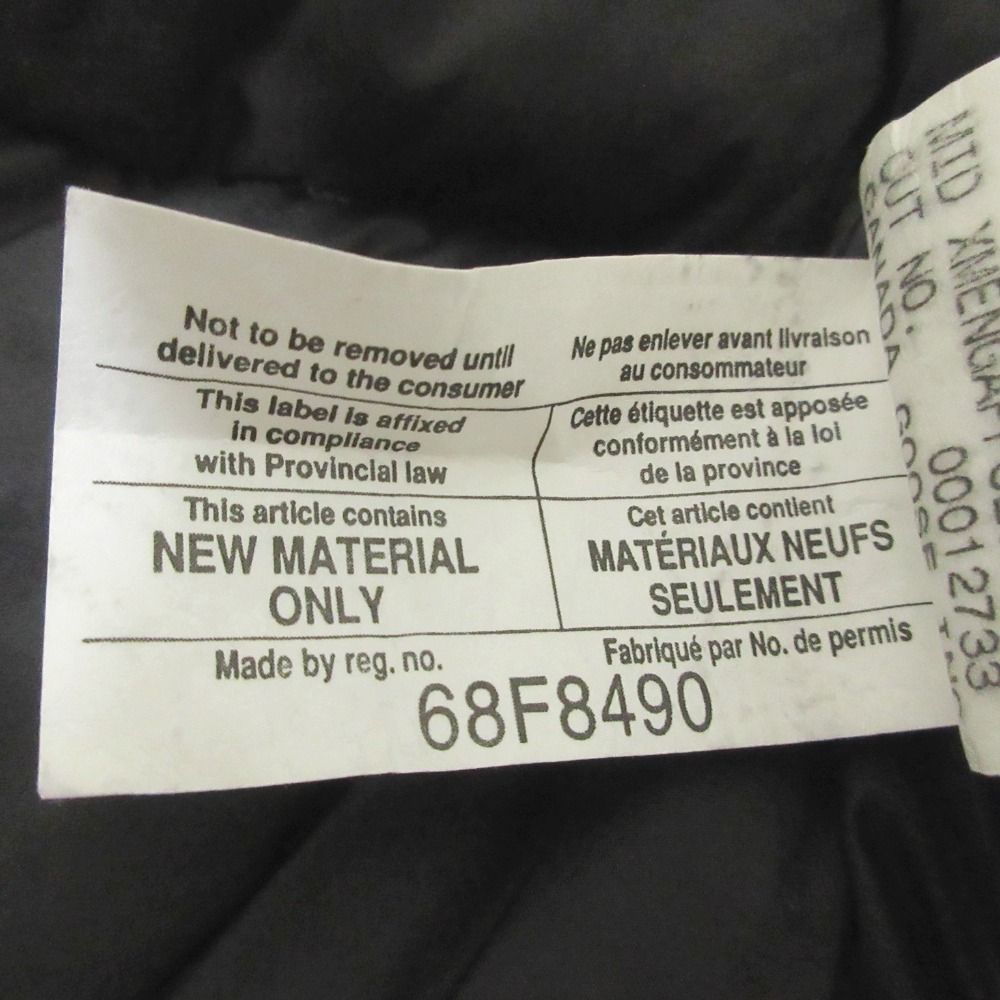 Not to be removed until
delivered to the consumer
Ne pas enlever avant livraison
au consommateur
This label is affixed
in compliance
with Provincial law
Cette étiquette est apposée
conformément à la loi
de la province
This article contains
NEW MATERIAL
ONLY
Cet article contient
MATÉRIAUX NEUFS
SEULEMENT
Made by reg. no.
Fabriqué par No. de permis
68F8490
MID
CUT NO. 00012733
CANADA GOOSE